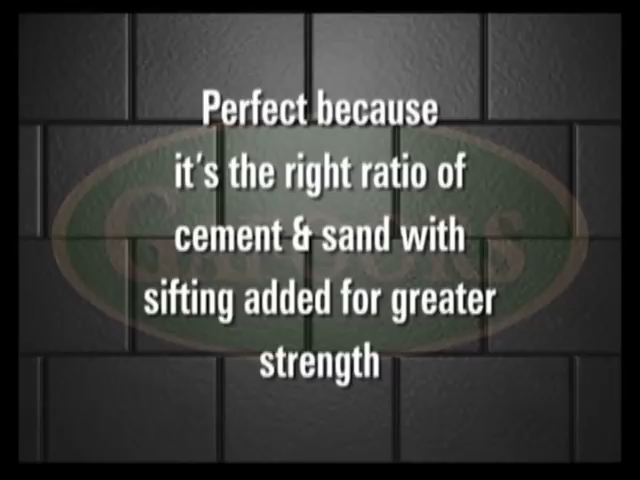 Perfect because
it's the right ratio of
cement & sand with
sifting added for greater
strength